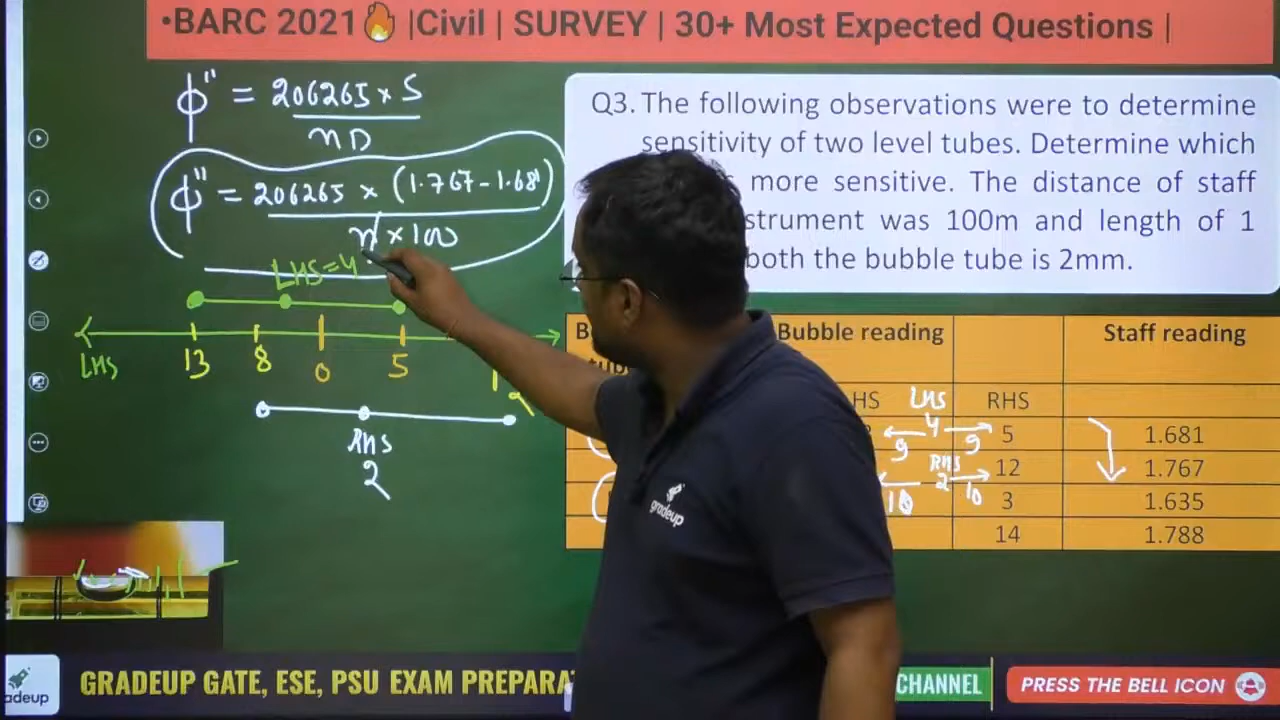 •BARC 2021🔥 |Civil | SURVEY | 30+ Most Expected Questions |
ϕ" = 206265 × S
nD
ϕ" = 206265 × (1.767 - 1.681)
n × 100
LHS=4
LHS
13 8 0 5 9
RHS
2
Q3. The following observations were to determine
sensitivity of two level tubes. Determine which
more sensitive. The distance of staff
strument was 100m and length of 1
both the bubble tube is 2mm.
Bubble reading Staff reading
HS LHS RHS
9 4 9 5 1.681
RHS 12 1.767
10 2 10 3 1.635
14 1.788
gradeup
adeup
GRADEUP GATE, ESE, PSU EXAM PREPARA
CHANNEL
PRESS THE BELL ICON